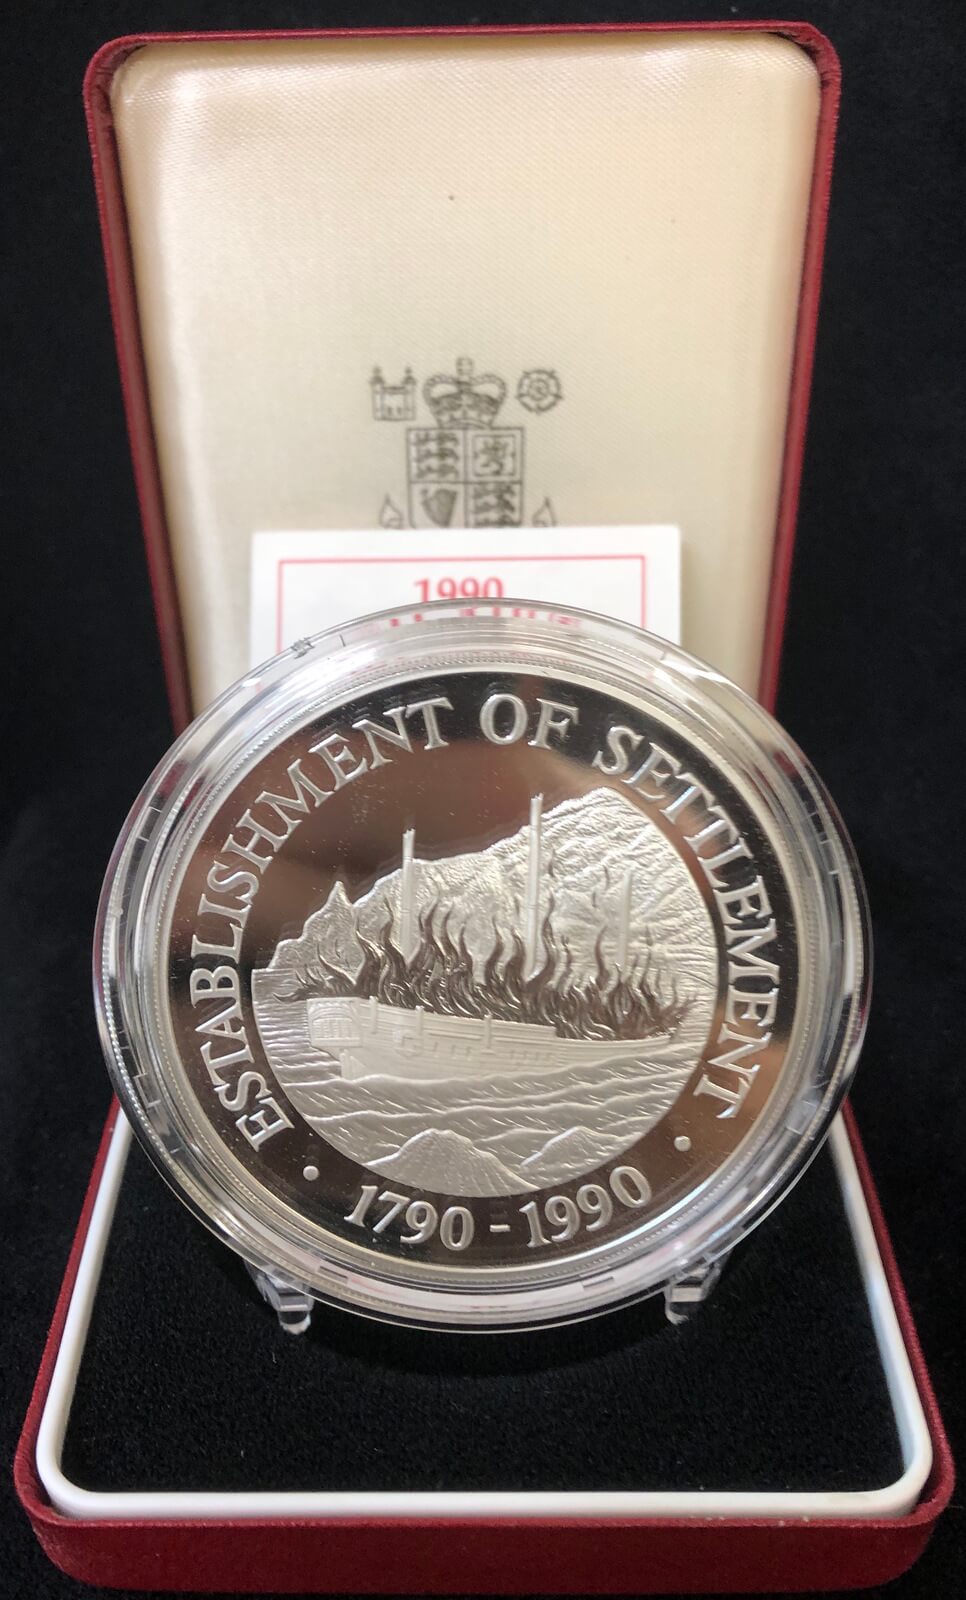 1990
ESTABLISHMENT OF SETTLEMENT
1790 - 1990